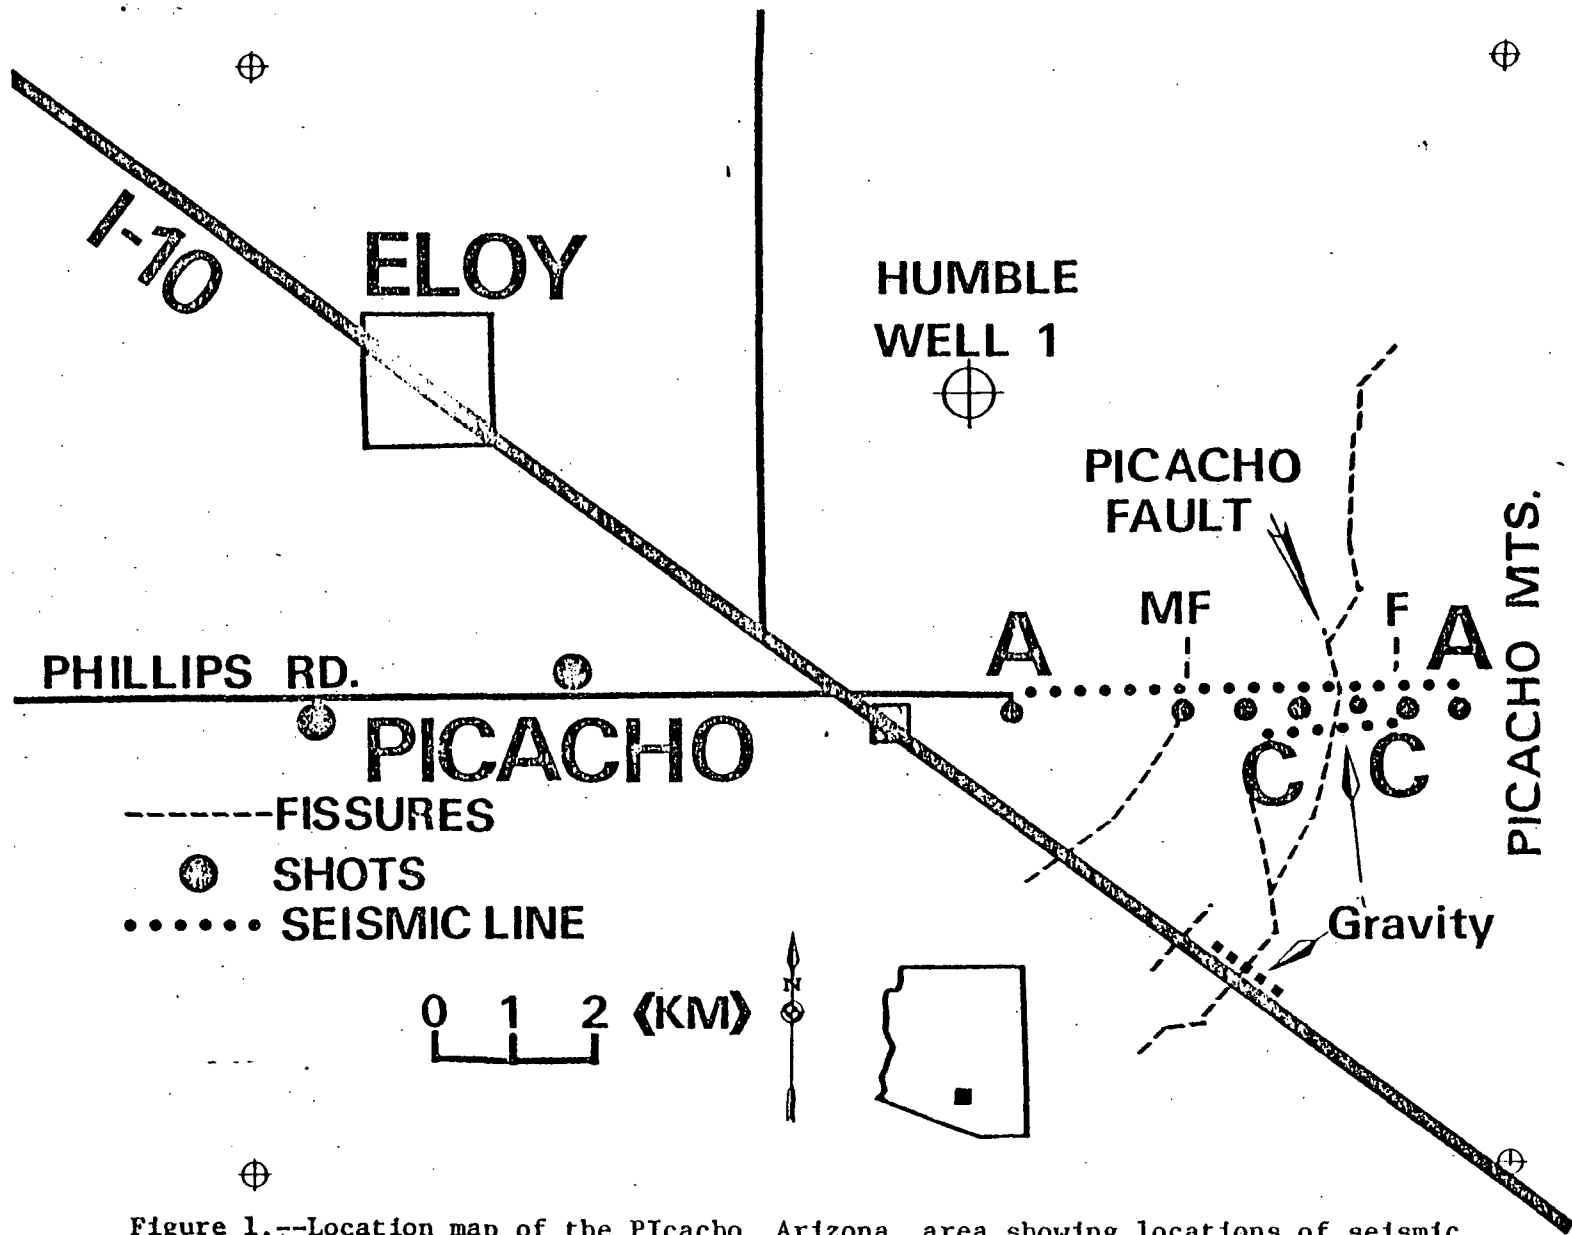 I-10
ELOY
HUMBLE
WELL 1
PICACHO
FAULT
PICACHO MTS.
MF
F
A
A
PHILLIPS RD.
PICACHO
C
C
FISSURES
SHOTS
SEISMIC LINE
Gravity
0 1 2 (KM)
N
Figure 1.--Location map of the PIcacho, Arizona, area showing locations of seismic